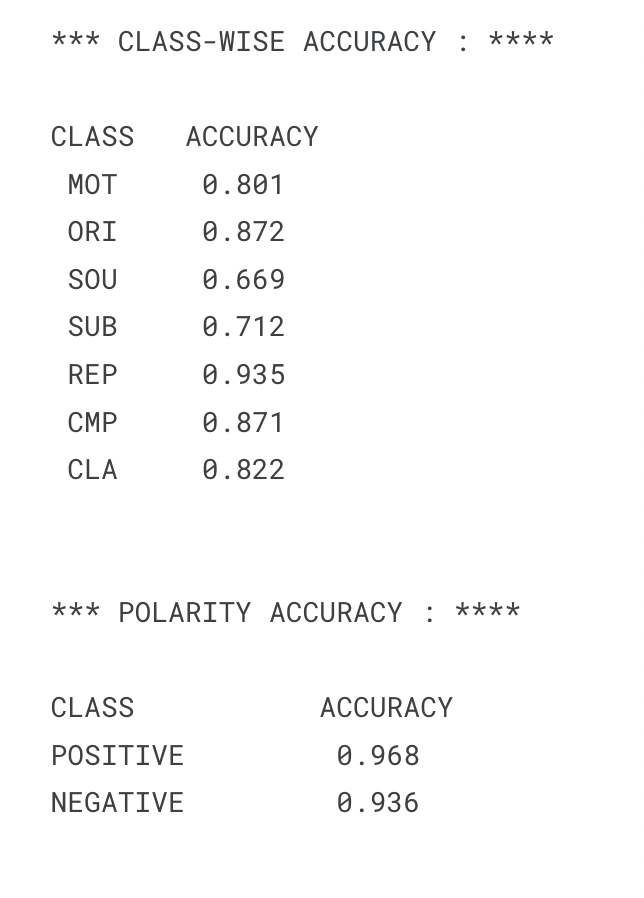 *** CLASS-WISE ACCURACY : ****
CLASS ACCURACY
MOT 0.801
ORI 0.872
SOU 0.669
SUB 0.712
REP 0.935
CMP 0.871
CLA 0.822
*** POLARITY ACCURACY : ****
CLASS ACCURACY
POSITIVE 0.968
NEGATIVE 0.936